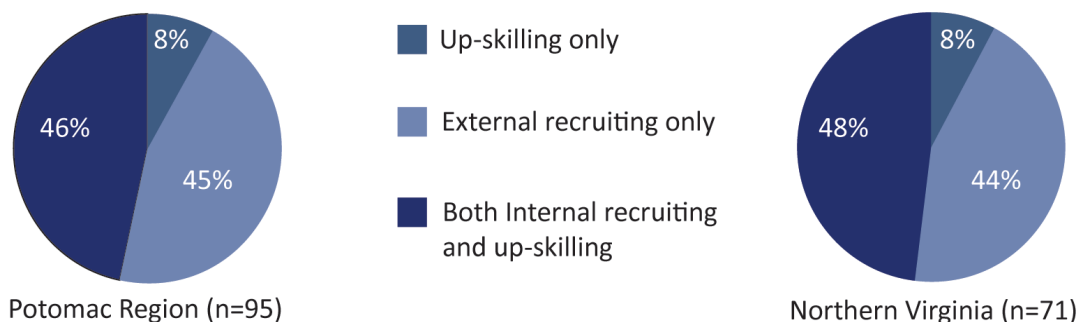 8%
46%
45%
Potomac Region (n=95)
Up-skilling only
External recruiting only
Both Internal recruiting
and up-skilling
8%
48%
44%
Northern Virginia (n=71)